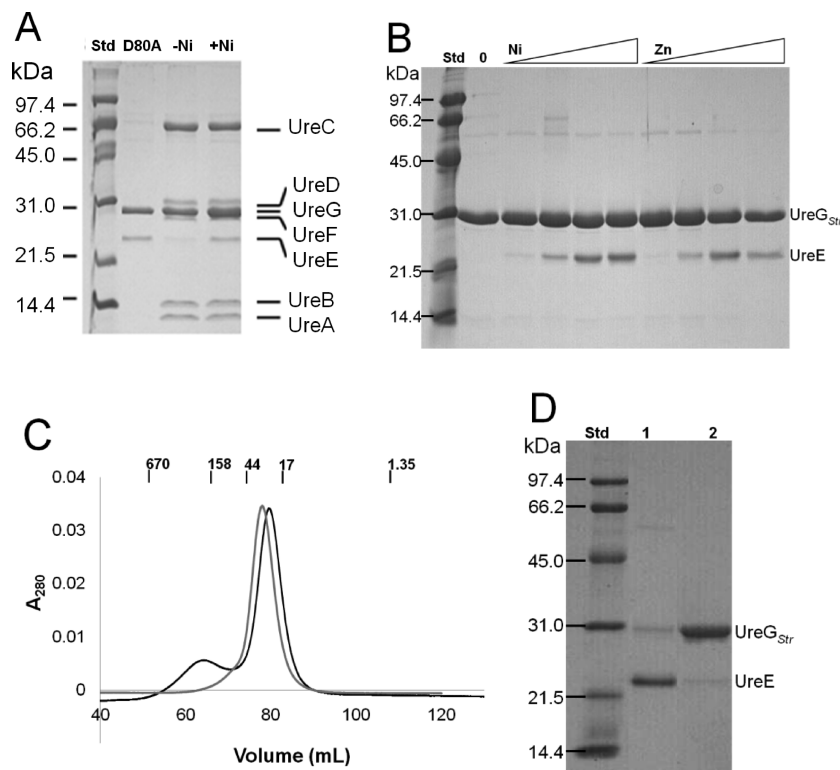 A
Std D80A -Ni +Ni
kDa
97.4
66.2
45.0
31.0
21.5
14.4
UreC
UreD
UreG
UreF
UreE
UreB
UreA
B
Std 0 Ni Zn
kDa
97.4
66.2
45.0
31.0
21.5
14.4
UreGStr
UreE
C
670 158 44 17 1.35
0.04
0.03
0.02
0.01
0
A280
40 60 80 100 120
Volume (mL)
D
Std 1 2
kDa
97.4
66.2
45.0
31.0
21.5
14.4
UreGStr
UreE